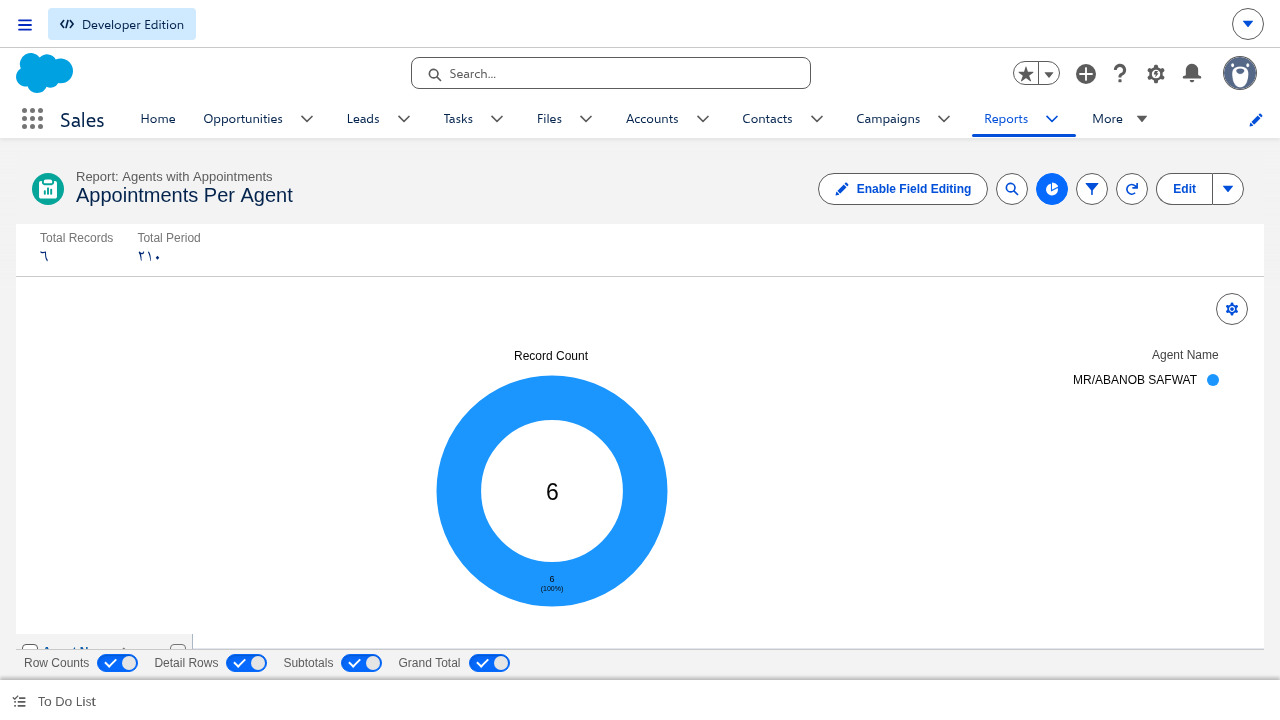 Developer Edition
Search...
Sales
Home
Opportunities
Leads
Tasks
Files
Accounts
Contacts
Campaigns
Reports
More
Report: Agents with Appointments
Appointments Per Agent
Enable Field Editing
Edit
Total Records
Total Period
٦
٢١٠
Record Count
Agent Name
MR/ABANOB SAFWAT
6
6
(100%)
Row Counts
Detail Rows
Subtotals
Grand Total
To Do List